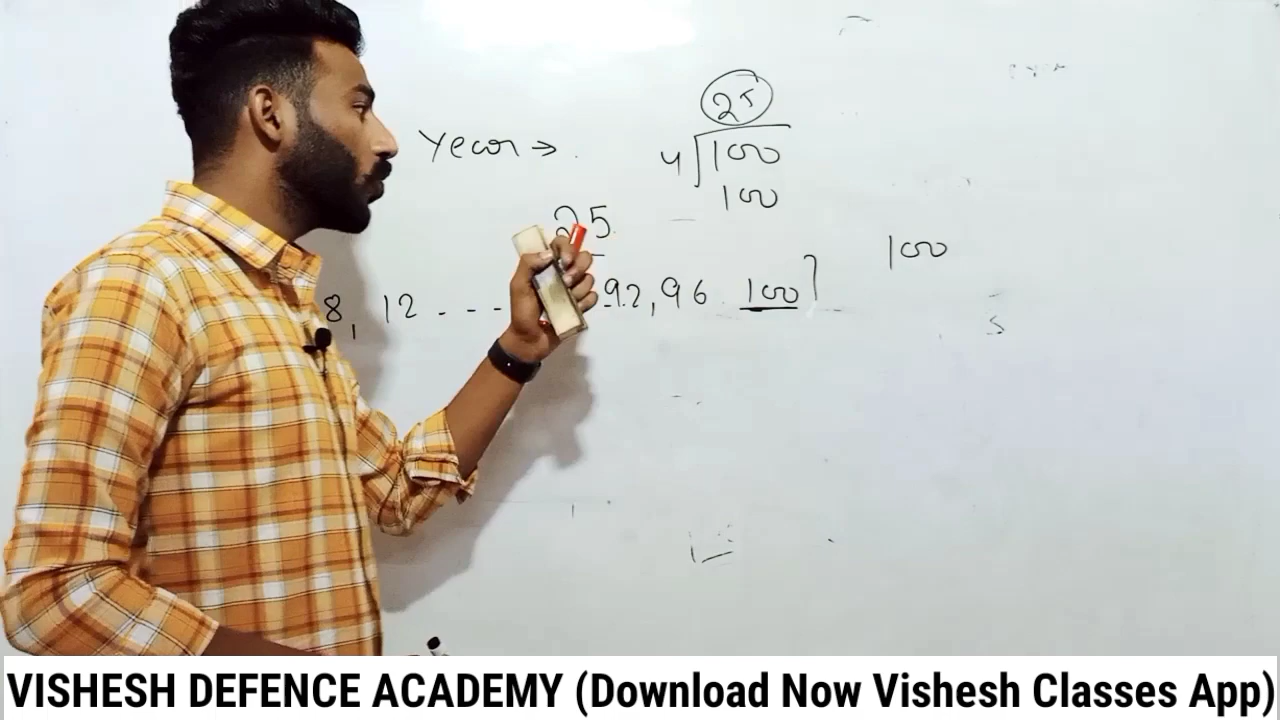 25
Year →
4 100
100
25
100
8, 12 - - - 92, 96 100
5
VISHESH DEFENCE ACADEMY (Download Now Vishesh Classes App)